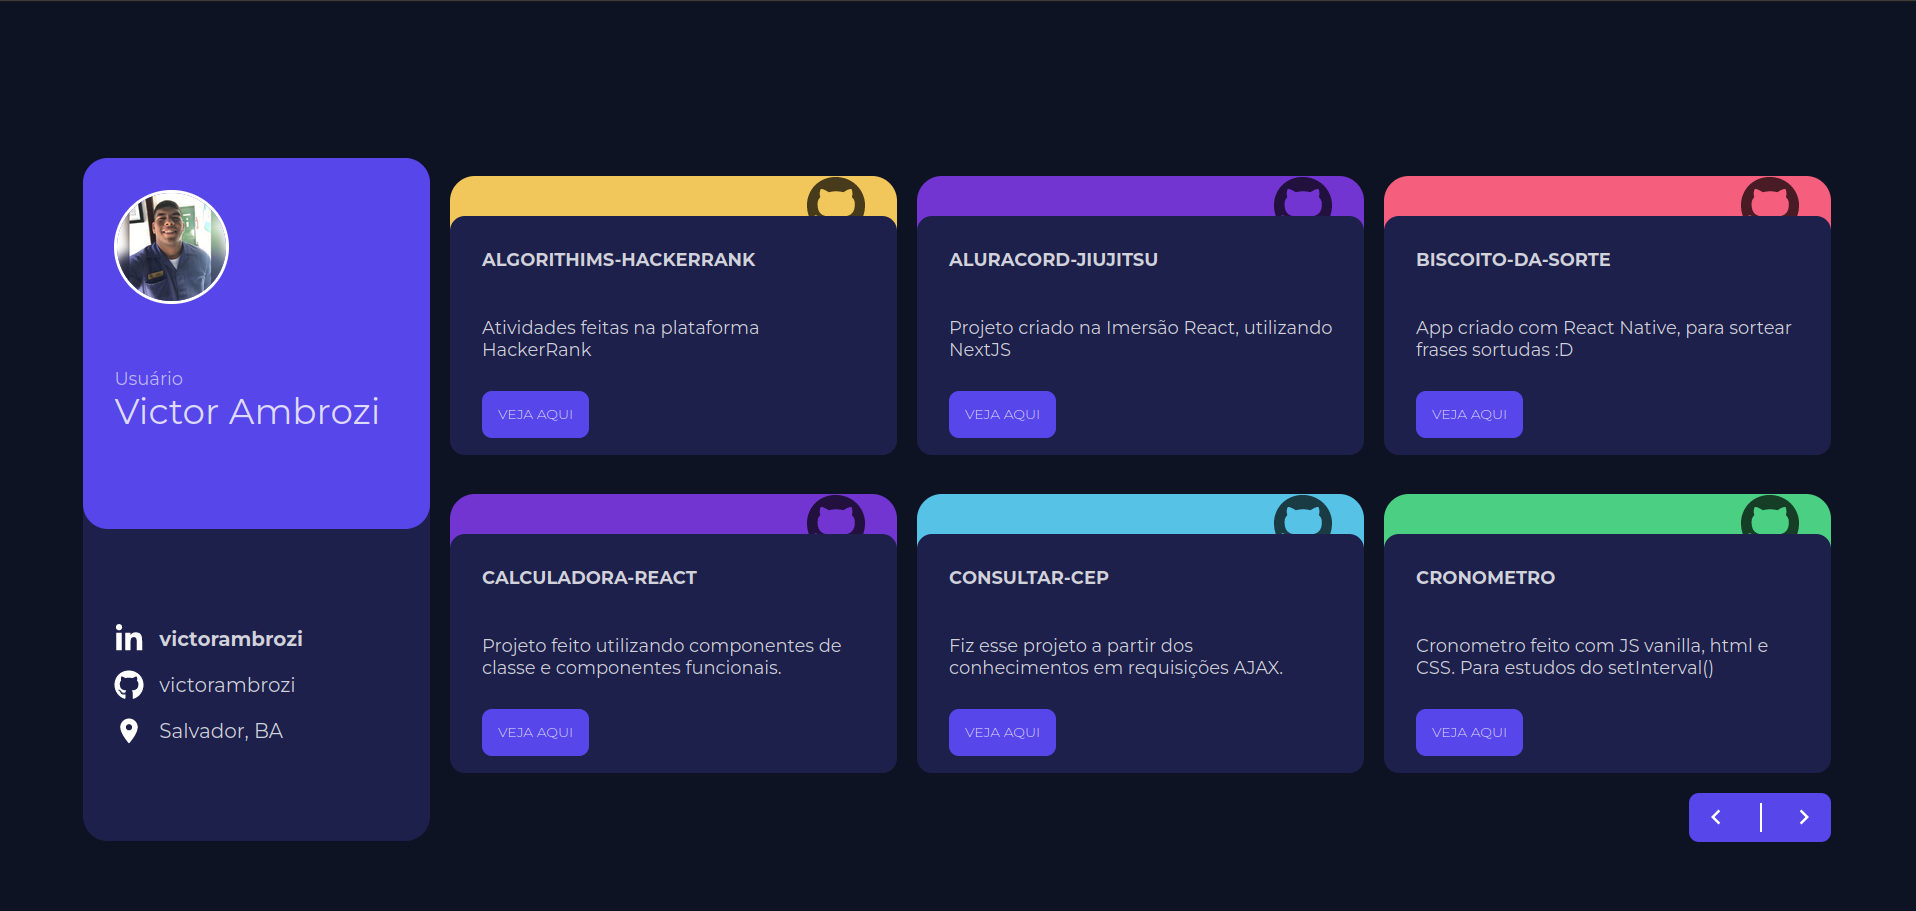 Usuário
Victor Ambrozi
victorambrozi
victorambrozi
Salvador, BA
ALGORITHIMS-HACKERRANK
Atividades feitas na plataforma
HackerRank
VEJA AQUI
ALURACORD-JIUJITSU
Projeto criado na Imersão React, utilizando
NextJS
VEJA AQUI
BISCOITO-DA-SORTE
App criado com React Native, para sortear
frases sortudas :D
VEJA AQUI
CALCULADORA-REACT
Projeto feito utilizando componentes de
classe e componentes funcionais.
VEJA AQUI
CONSULTAR-CEP
Fiz esse projeto a partir dos
conhecimentos em requisições AJAX.
VEJA AQUI
CRONOMETRO
Cronometro feito com JS vanilla, html e
CSS. Para estudos do setInterval()
VEJA AQUI